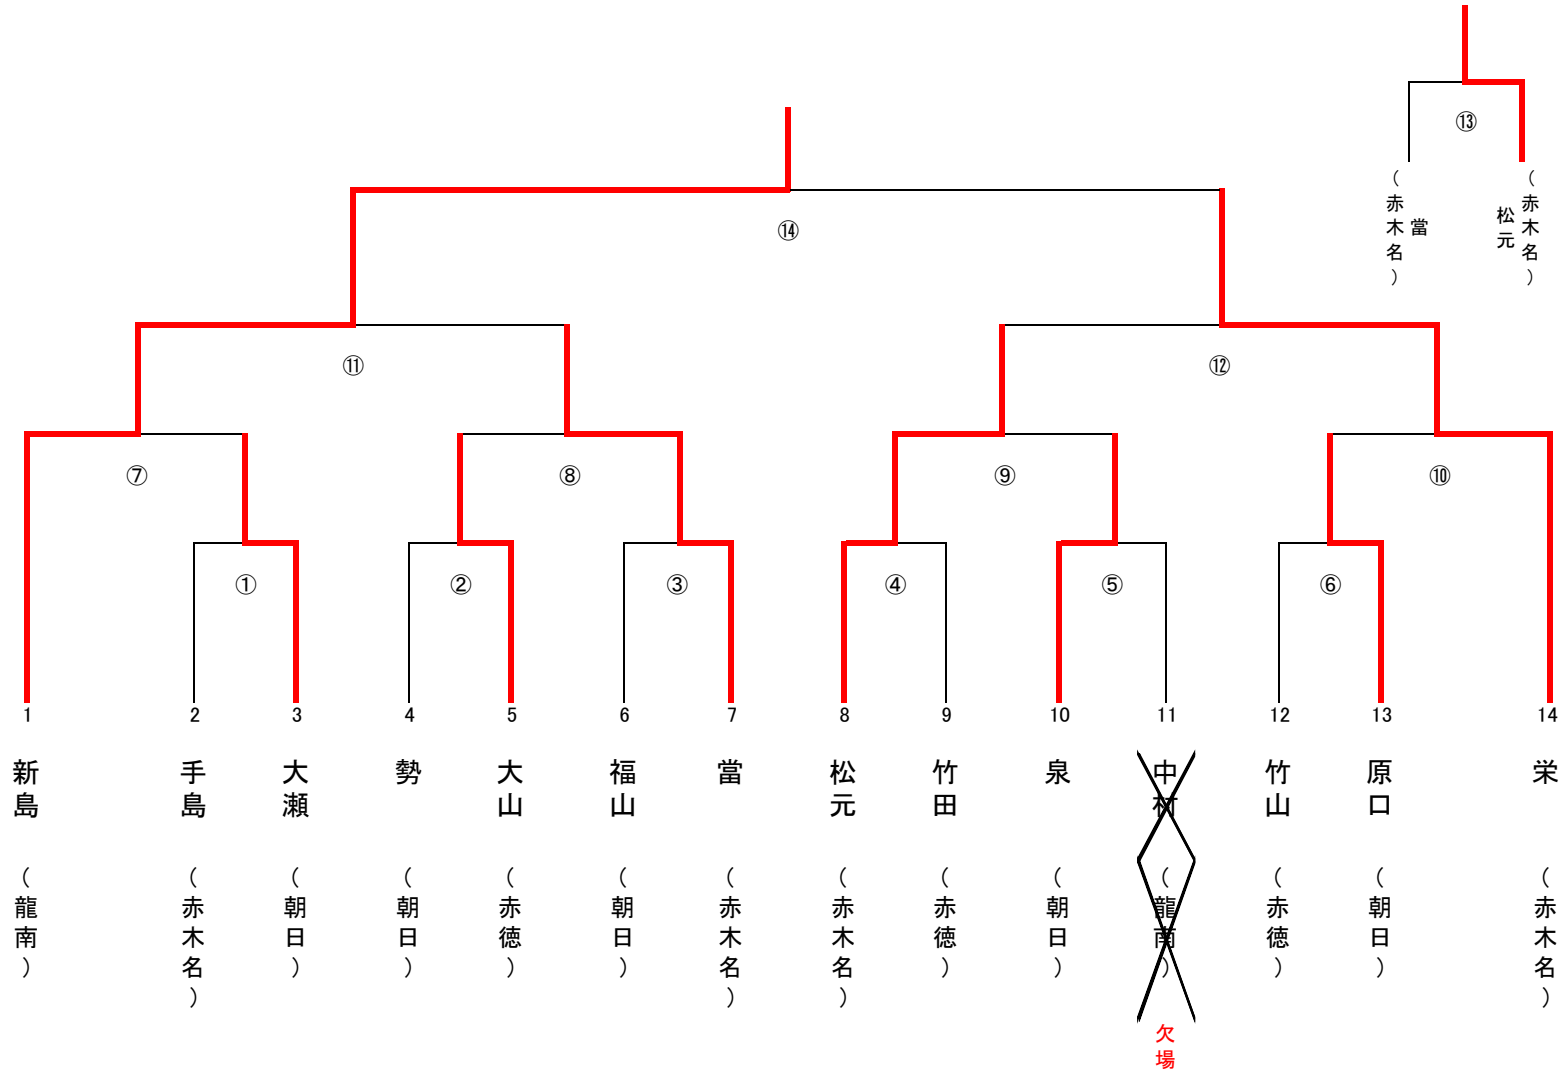 ⑬
當
(赤木名)
松元
(赤木名)
⑭
⑪
⑫
⑦
⑧
⑨
⑩
①
②
③
④
⑤
⑥
1
2
3
4
5
6
7
8
9
10
11
12
13
14
新島
(龍南)
手島
(赤木名)
大瀬
(朝日)
勢
(朝日)
大山
(赤徳)
福山
(朝日)
當
(赤木名)
松元
(赤木名)
竹田
(赤徳)
泉
(朝日)
中村
(龍南)
欠場
竹山
(赤徳)
原口
(朝日)
栄
(赤木名)